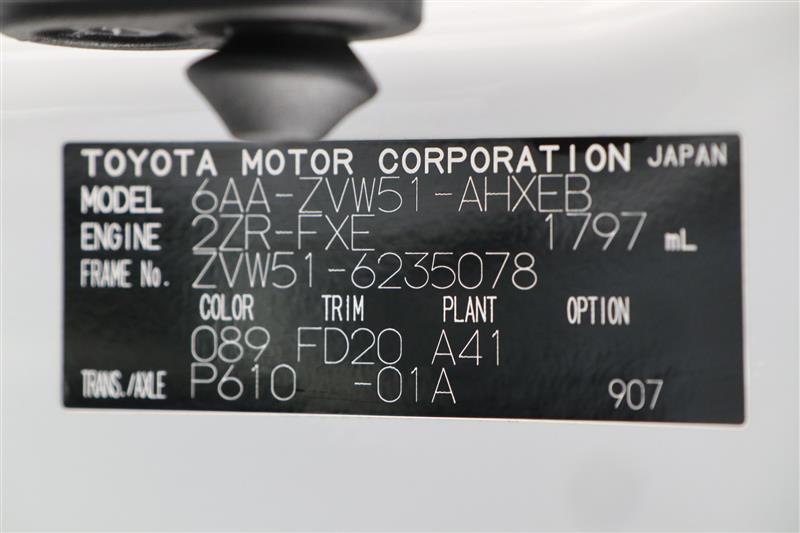 TOYOTA MOTOR CORPORATION JAPAN
MODEL 6AA-ZVW51-AHXEB
ENGINE 2ZR-FXE 1797 mL
FRAME No. ZVW51-6235078
COLOR TRIM PLANT OPTION
089 FD20 A41
TRANS./AXLE P610 -01A 907